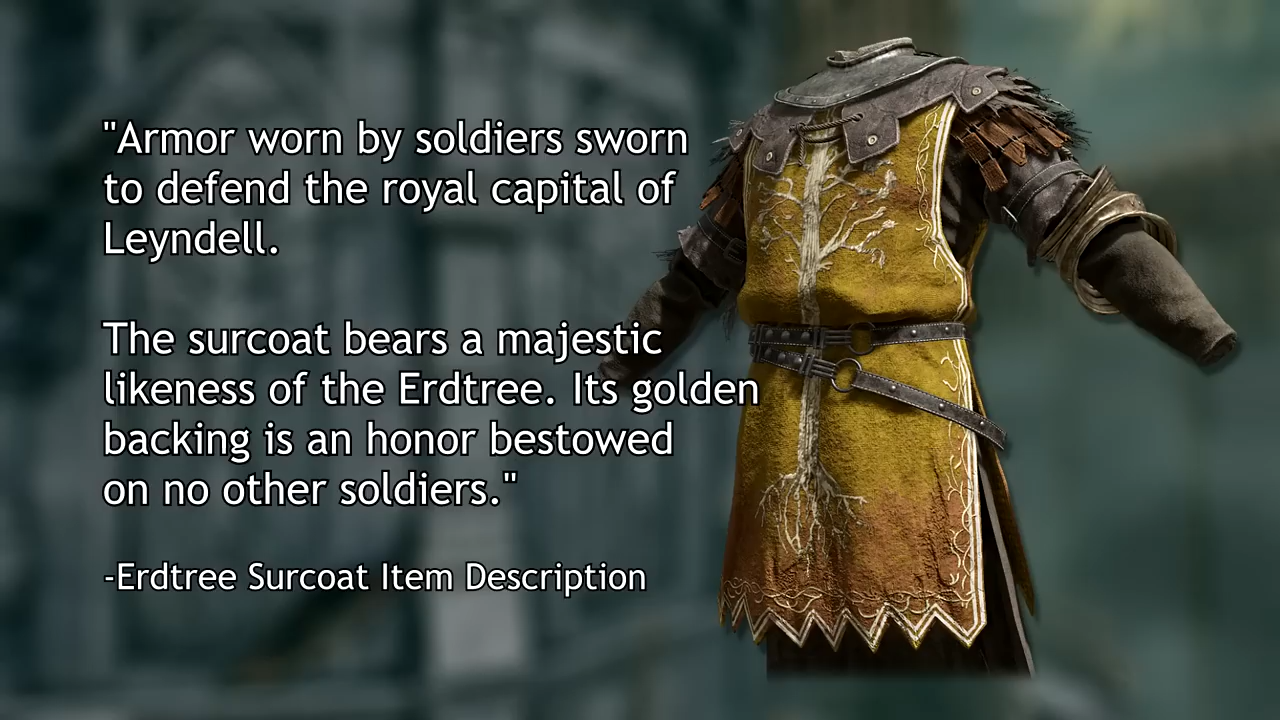 "Armor worn by soldiers sworn
to defend the royal capital of
Leyndell.
The surcoat bears a majestic
likeness of the Erdtree. Its golden
backing is an honor bestowed
on no other soldiers."
-Erdtree Surcoat Item Description